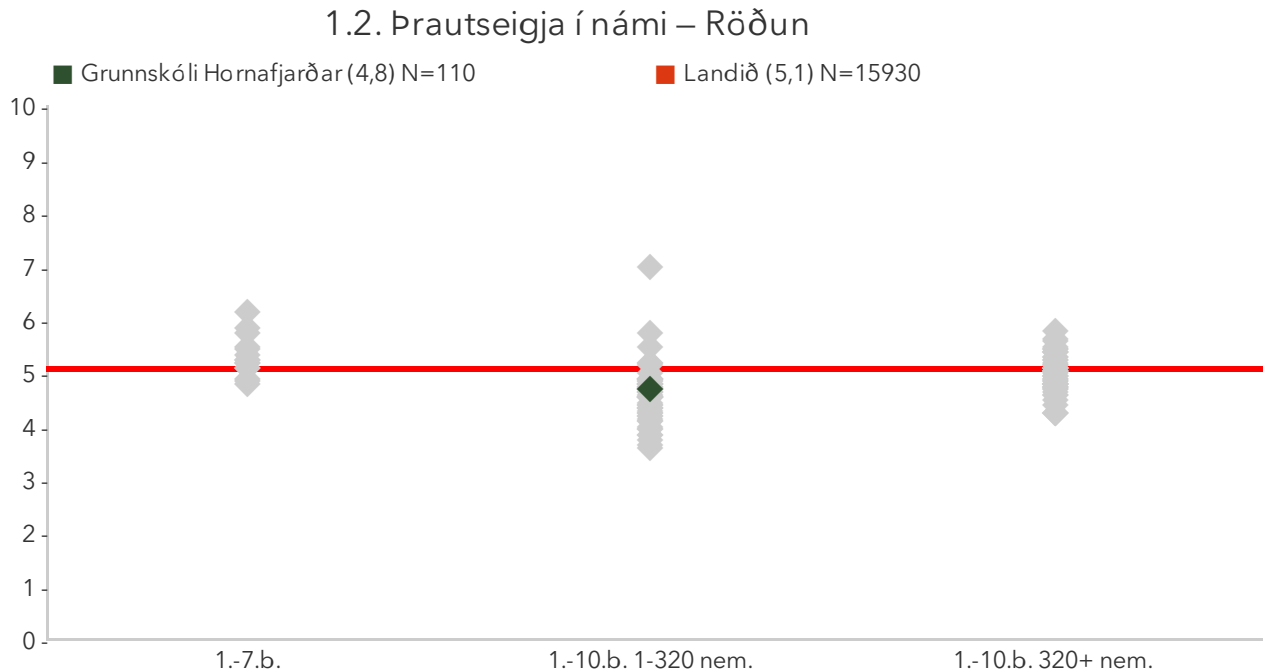 1.2. Þrautseigja í námi – Röðun
Grunnskóli Hornafjarðar (4,8) N=110
Landið (5,1) N=15930
10
9
8
7
6
5
4
3
2
1
0
1.-7.b.
1.-10.b. 1-320 nem.
1.-10.b. 320+ nem.